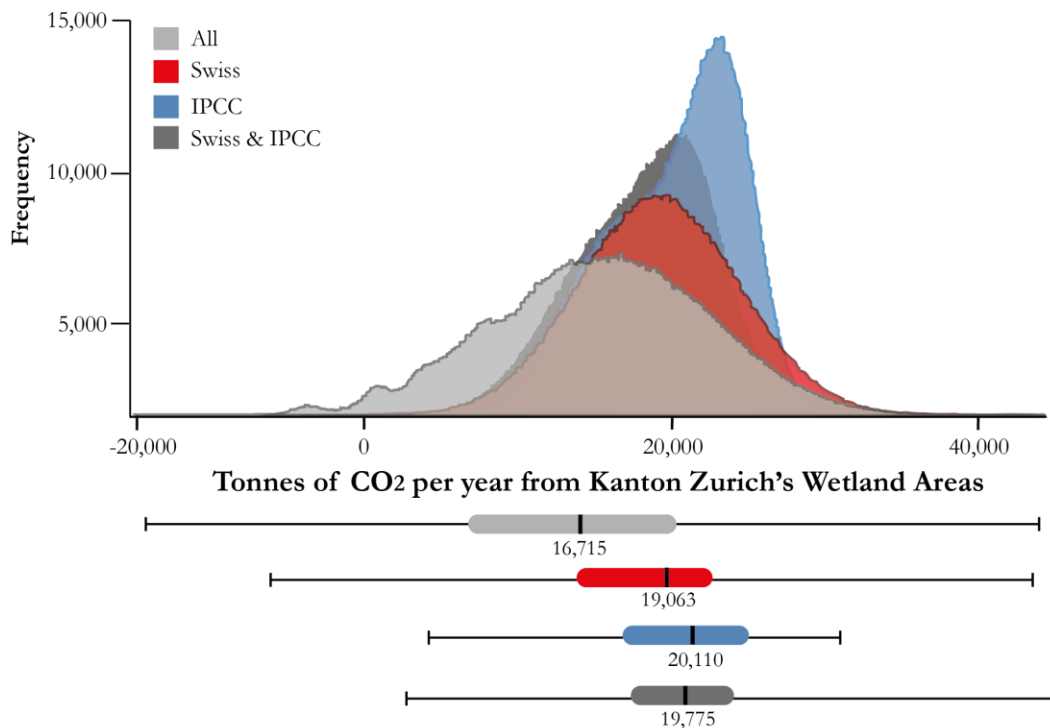 15,000
All
Swiss
IPCC
Swiss & IPCC
Frequency
10,000
5,000
-20,000 0 20,000 40,000
Tonnes of CO2 per year from Kanton Zurich's Wetland Areas
16,715
19,063
20,110
19,775